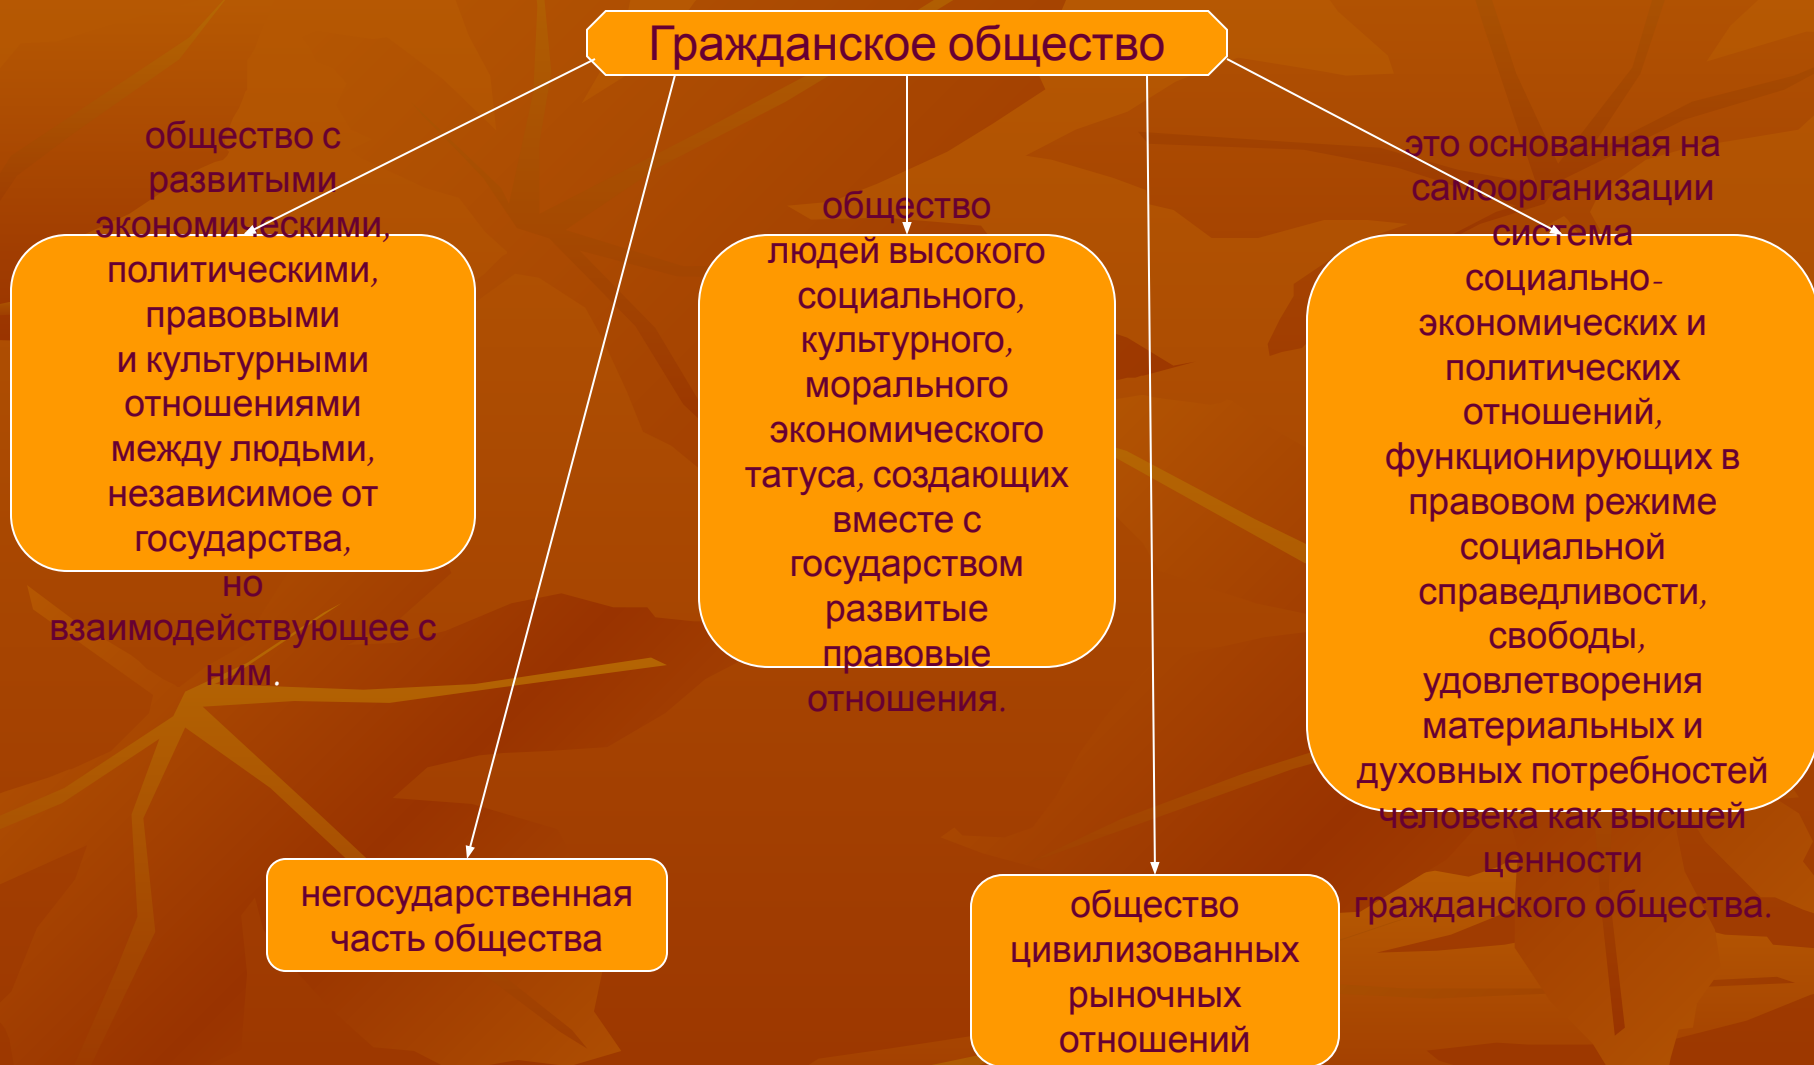 Гражданское общество
общество с
развитыми
экономическими,
политическими,
правовыми
и культурными
отношениями
между людьми,
независимое от
государства,
но
взаимодействующее с
ним.
общество
людей высокого
социального,
культурного,
морального
экономического
татуса, создающих
вместе с
государством
развитые
правовые
отношения.
это основанная на
самоорганизации
система
социально-
экономических и
политических
отношений,
функционирующих в
правовом режиме
социальной
справедливости,
свободы,
удовлетворения
материальных и
духовных потребностей
человека как высшей
ценности
гражданского общества.
негосударственная
часть общества
общество
цивилизованных
рыночных
отношений